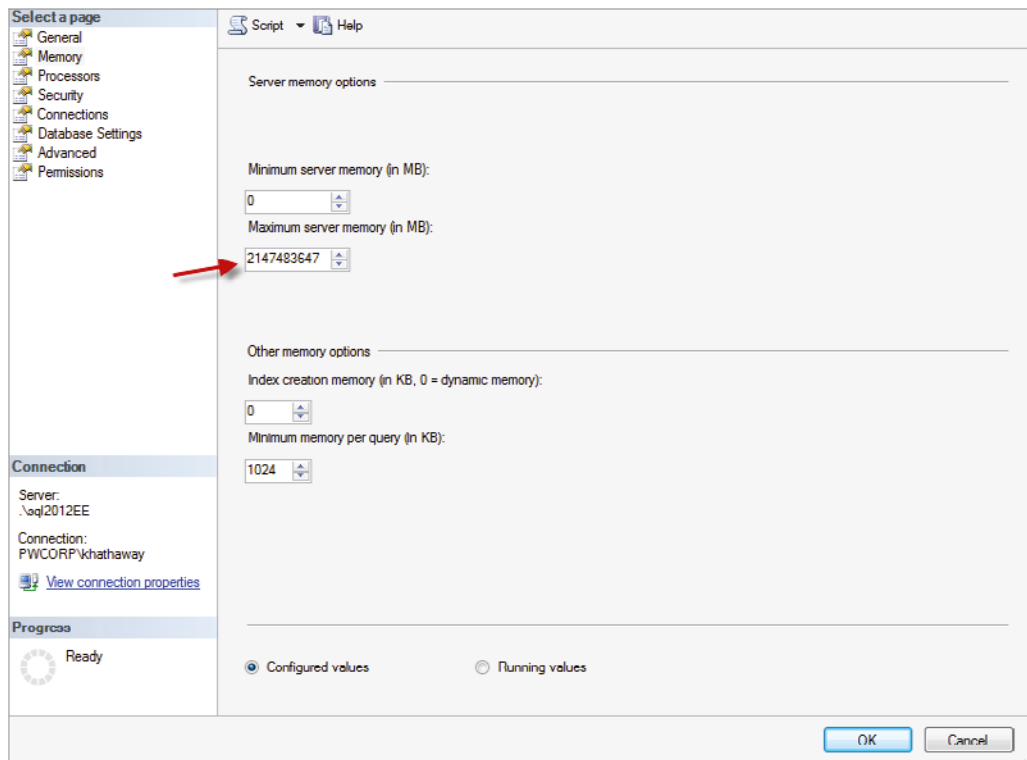 Select a page
General
Memory
Processors
Security
Connections
Database Settings
Advanced
Permissions
Script Help
Server memory options
Minimum server memory (in MB):
0
Maximum server memory (in MB):
2147483647
Other memory options
Index creation memory (in KB, 0 = dynamic memory):
0
Minimum memory per query (in KB):
1024
Connection
Server:
.\sql2012EE
Connection:
PWCORP\khathaway
View connection properties
Progress
Ready
Configured values Running values
OK Cancel